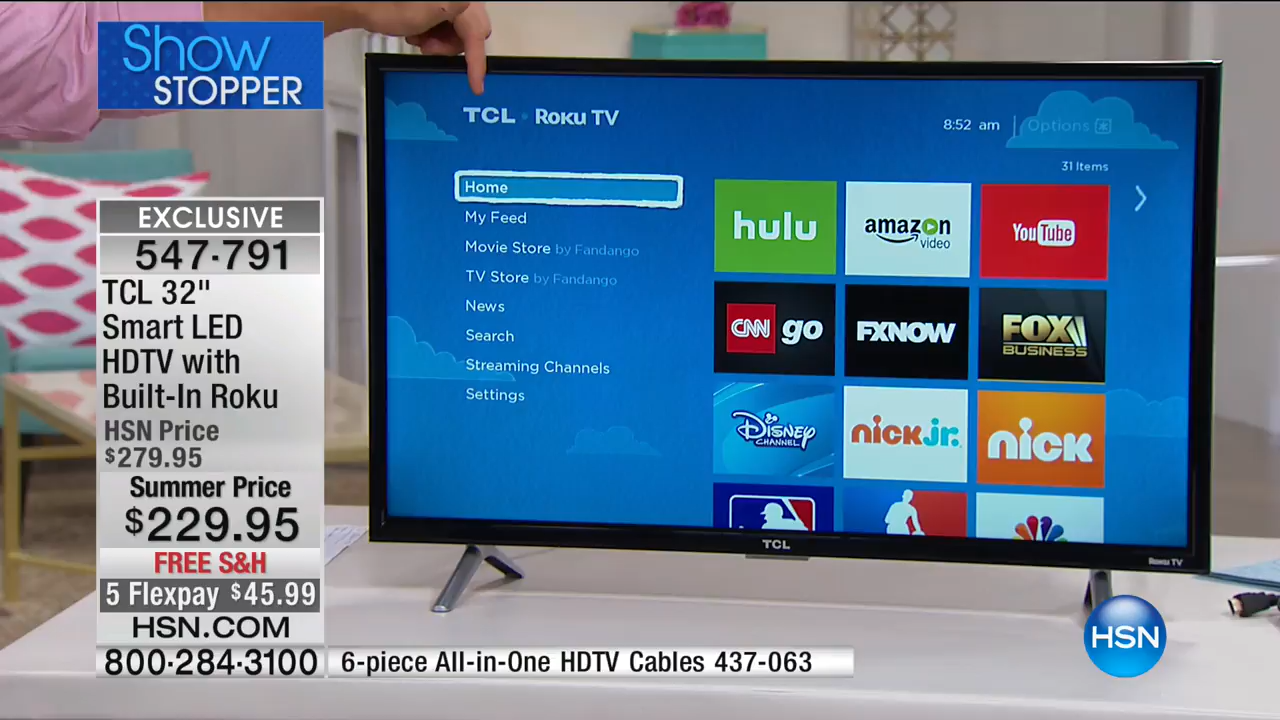 Show
STOPPER
EXCLUSIVE
547-791
TCL 32"
Smart LED
HDTV with
Built-In Roku
HSN Price
$279.95
Summer Price
$229.95
FREE S&H
5 Flexpay $45.99
HSN.COM
800-284-3100
6-piece All-in-One HDTV Cables 437-063
TCL • Roku TV
8:52 am
Options
31 Items
Home
My Feed
Movie Store by Fandango
TV Store by Fandango
News
Search
Streaming Channels
Settings
hulu
amazon
video
YouTube
CNN go
FXNOW
FOX
BUSINESS
DISNEY
CHANNEL
nick jr.
nick
TCL
Roku TV
HSN